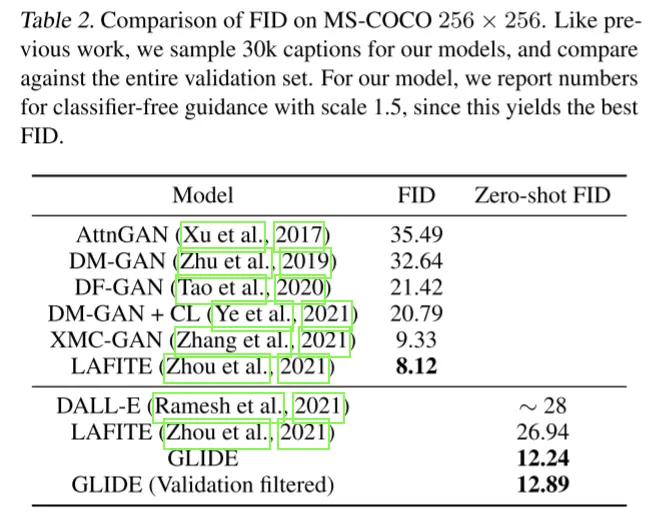 Table 2. Comparison of FID on MS-COCO 256 × 256. Like pre-
vious work, we sample 30k captions for our models, and compare
against the entire validation set. For our model, we report numbers
for classifier-free guidance with scale 1.5, since this yields the best
FID.
Model FID Zero-shot FID
AttnGAN (Xu et al., 2017) 35.49
DM-GAN (Zhu et al., 2019) 32.64
DF-GAN (Tao et al., 2020) 21.42
DM-GAN + CL (Ye et al., 2021) 20.79
XMC-GAN (Zhang et al., 2021) 9.33
LAFITE (Zhou et al., 2021) 8.12
DALL-E (Ramesh et al., 2021) ∼ 28
LAFITE (Zhou et al., 2021) 26.94
GLIDE 12.24
GLIDE (Validation filtered) 12.89